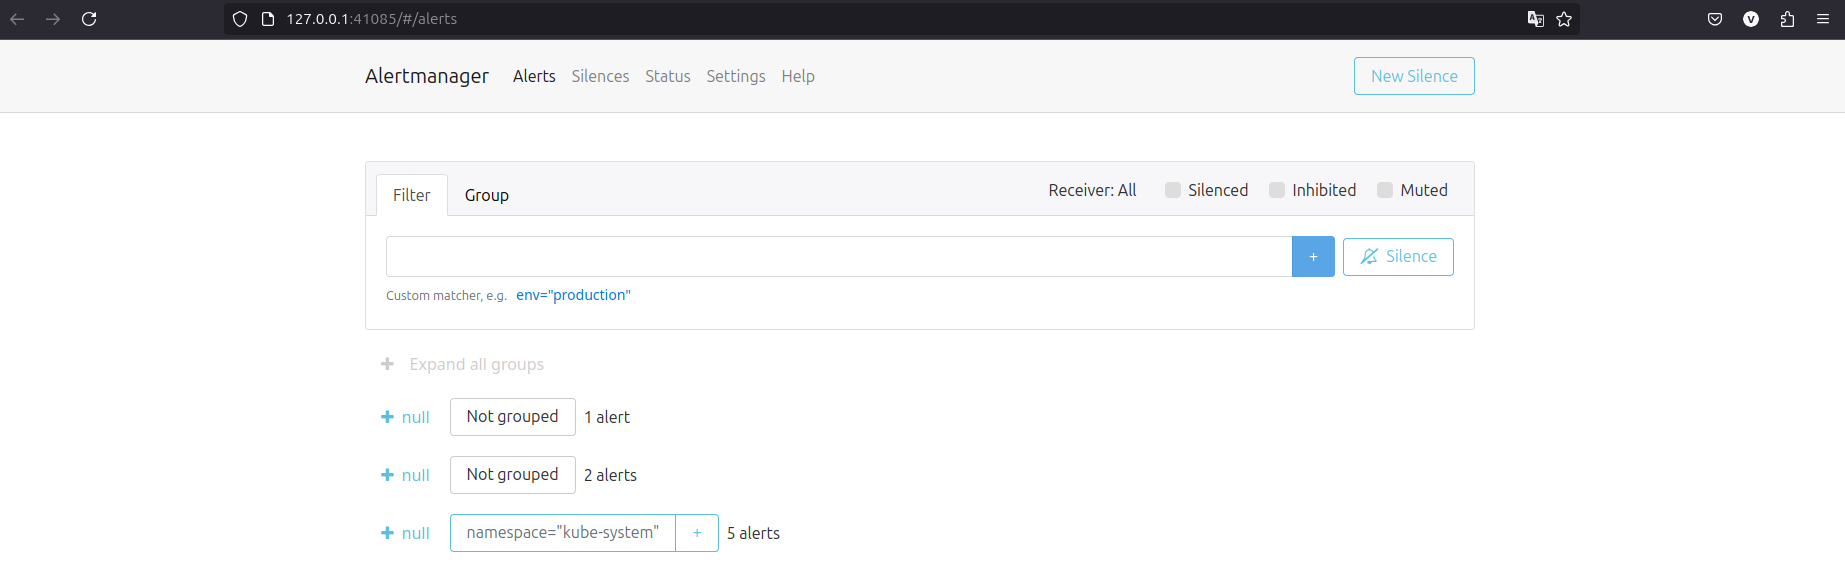 127.0.0.1:41085/#/alerts
Alertmanager Alerts Silences Status Settings Help New Silence
Filter Group Receiver: All Silenced Inhibited Muted
+ Silence
Custom matcher, e.g. env="production"
+ Expand all groups
+ null Not grouped 1 alert
+ null Not grouped 2 alerts
+ null namespace="kube-system" + 5 alerts